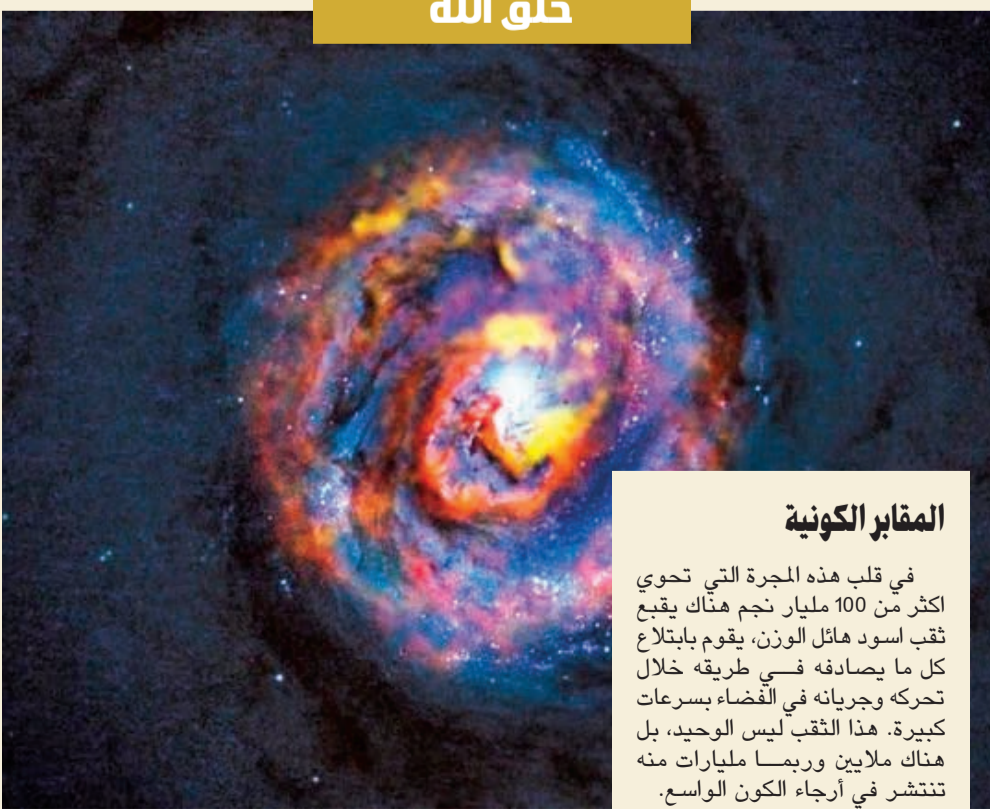 خلق الله
المقابر الكونية
في قلب هذه المجرة التي تحوي
اكثر من 100 مليار نجم هناك يقبع
ثقب اسود هائل الوزن، يقوم بابتلاع
كل ما يصادفه فـــي طريقه خلال
تحركه وجريانه في الفضاء بسرعات
كبيرة. هذا الثقب ليس الوحيد، بل
هناك ملايين وربمـــا مليارات منه
تنتشر في أرجاء الكون الواسع.